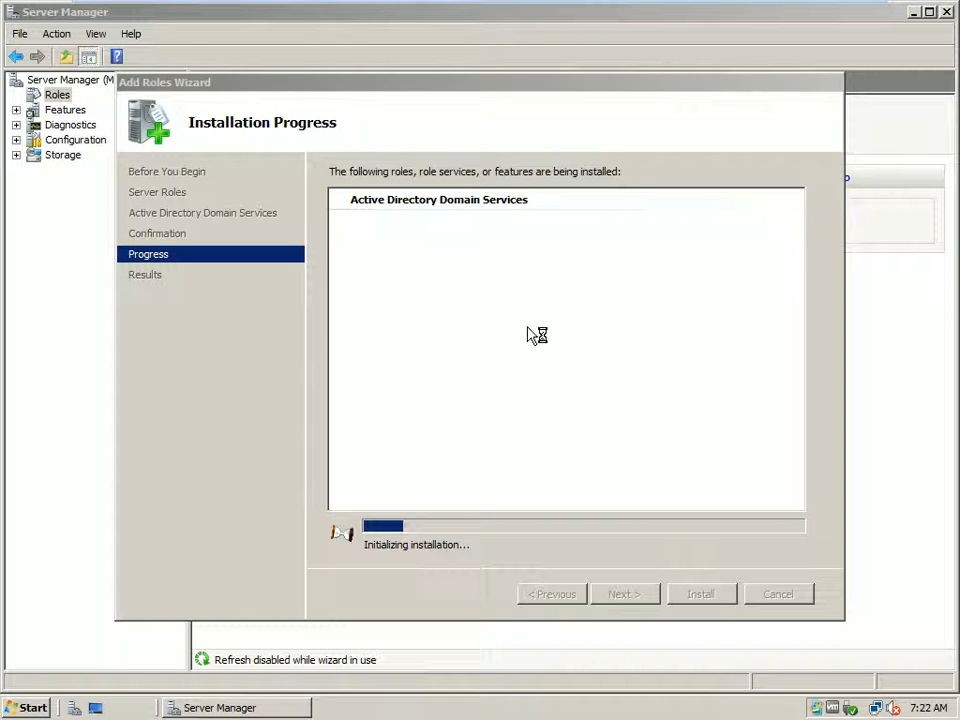 Server Manager
File Action View Help
Server Manager (M
Roles
Features
Diagnostics
Configuration
Storage
Add Roles Wizard
Installation Progress
Before You Begin
Server Roles
Active Directory Domain Services
Confirmation
Progress
Results
The following roles, role services, or features are being installed:
Active Directory Domain Services
Initializing installation...
< Previous Next > Install Cancel
Refresh disabled while wizard in use
Start Server Manager 7:22 AM